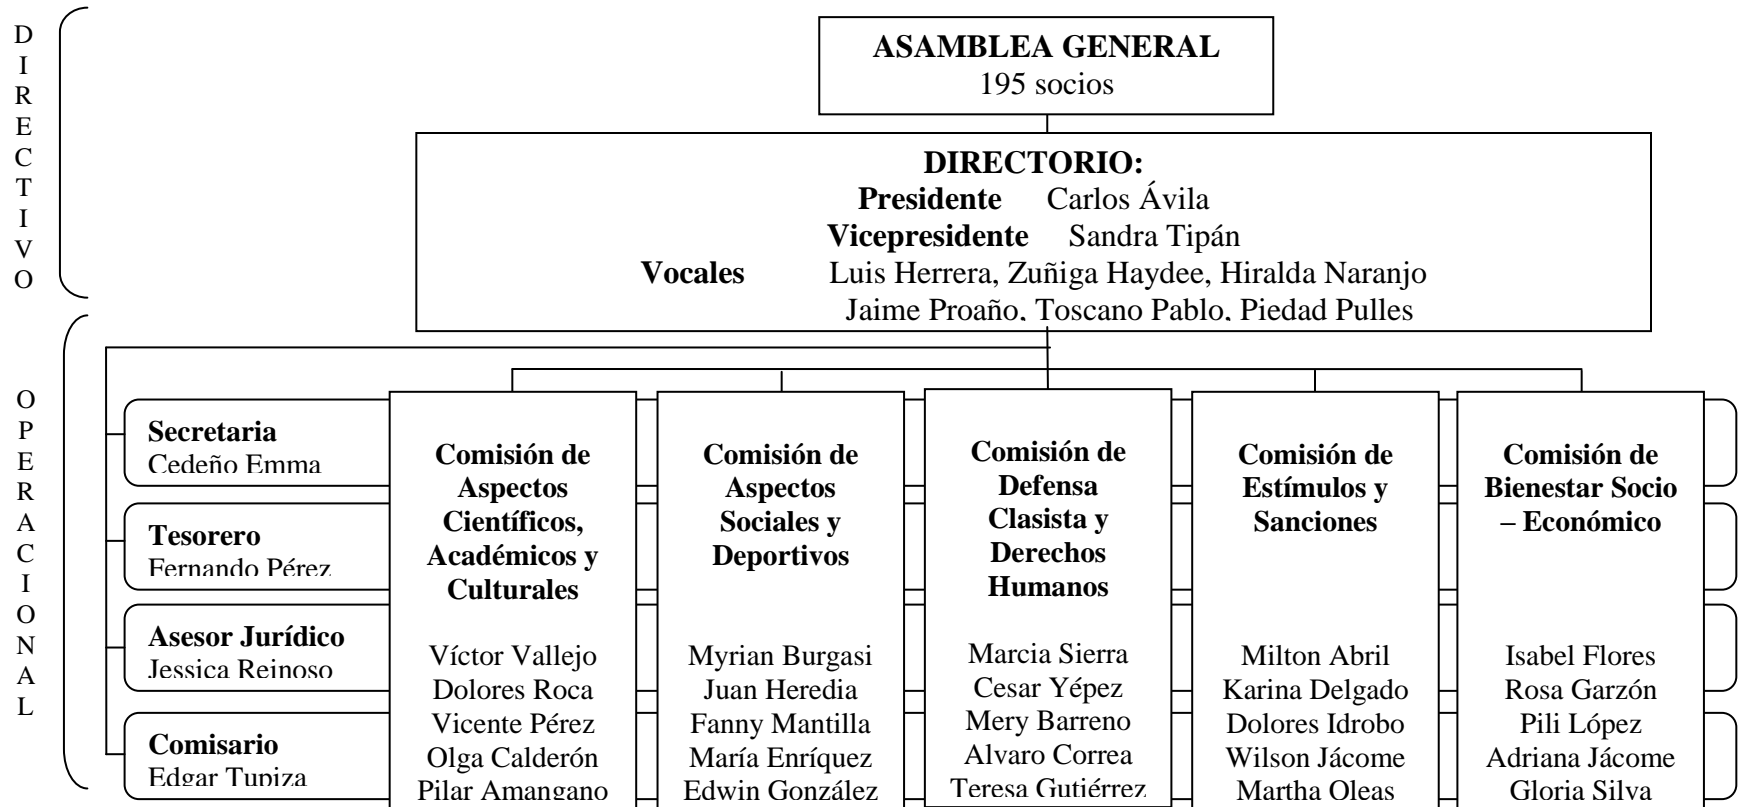 DIRECTIVO
ASAMBLEA GENERAL
195 socios
DIRECTORIO:
Presidente Carlos Ávila
Vicepresidente Sandra Tipán
Vocales Luis Herrera, Zuñiga Haydee, Hiralda Naranjo
Jaime Proaño, Toscano Pablo, Piedad Pulles
OPERACIONAL
Secretaria
Cedeño Emma
Tesorero
Fernando Pérez
Asesor Jurídico
Jessica Reinoso
Comisario
Edgar Tupiza
Comisión de
Aspectos
Científicos,
Académicos y
Culturales
Víctor Vallejo
Dolores Roca
Vicente Pérez
Olga Calderón
Pilar Amangano
Comisión de
Aspectos
Sociales y
Deportivos
Myrian Burgasi
Juan Heredia
Fanny Mantilla
María Enríquez
Edwin González
Comisión de
Defensa
Clasista y
Derechos
Humanos
Marcia Sierra
Cesar Yépez
Mery Barreno
Alvaro Correa
Teresa Gutiérrez
Comisión de
Estímulos y
Sanciones
Milton Abril
Karina Delgado
Dolores Idrobo
Wilson Jácome
Martha Oleas
Comisión de
Bienestar Socio
– Económico
Isabel Flores
Rosa Garzón
Pili López
Adriana Jácome
Gloria Silva